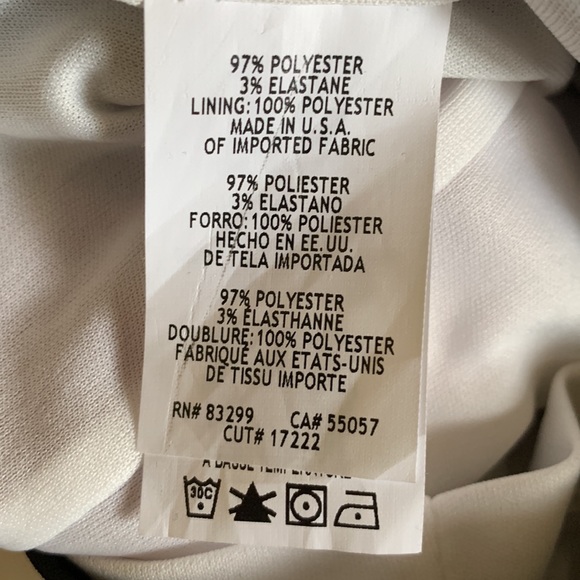 97% POLYESTER
3% ELASTANE
LINING: 100% POLYESTER
MADE IN U.S.A.
OF IMPORTED FABRIC
97% POLIESTER
3% ELASTANO
FORRO: 100% POLIESTER
HECHO EN EE. UU.
DE TELA IMPORTADA
97% POLYESTER
3% ÉLASTHANNE
DOUBLURE: 100% POLYESTER
FABRIQUÉ AUX ETATS-UNIS
DE TISSU IMPORTE
RN# 83299 CA# 55057
CUT# 17222
À BASSE TEMPÉRATURE
30C